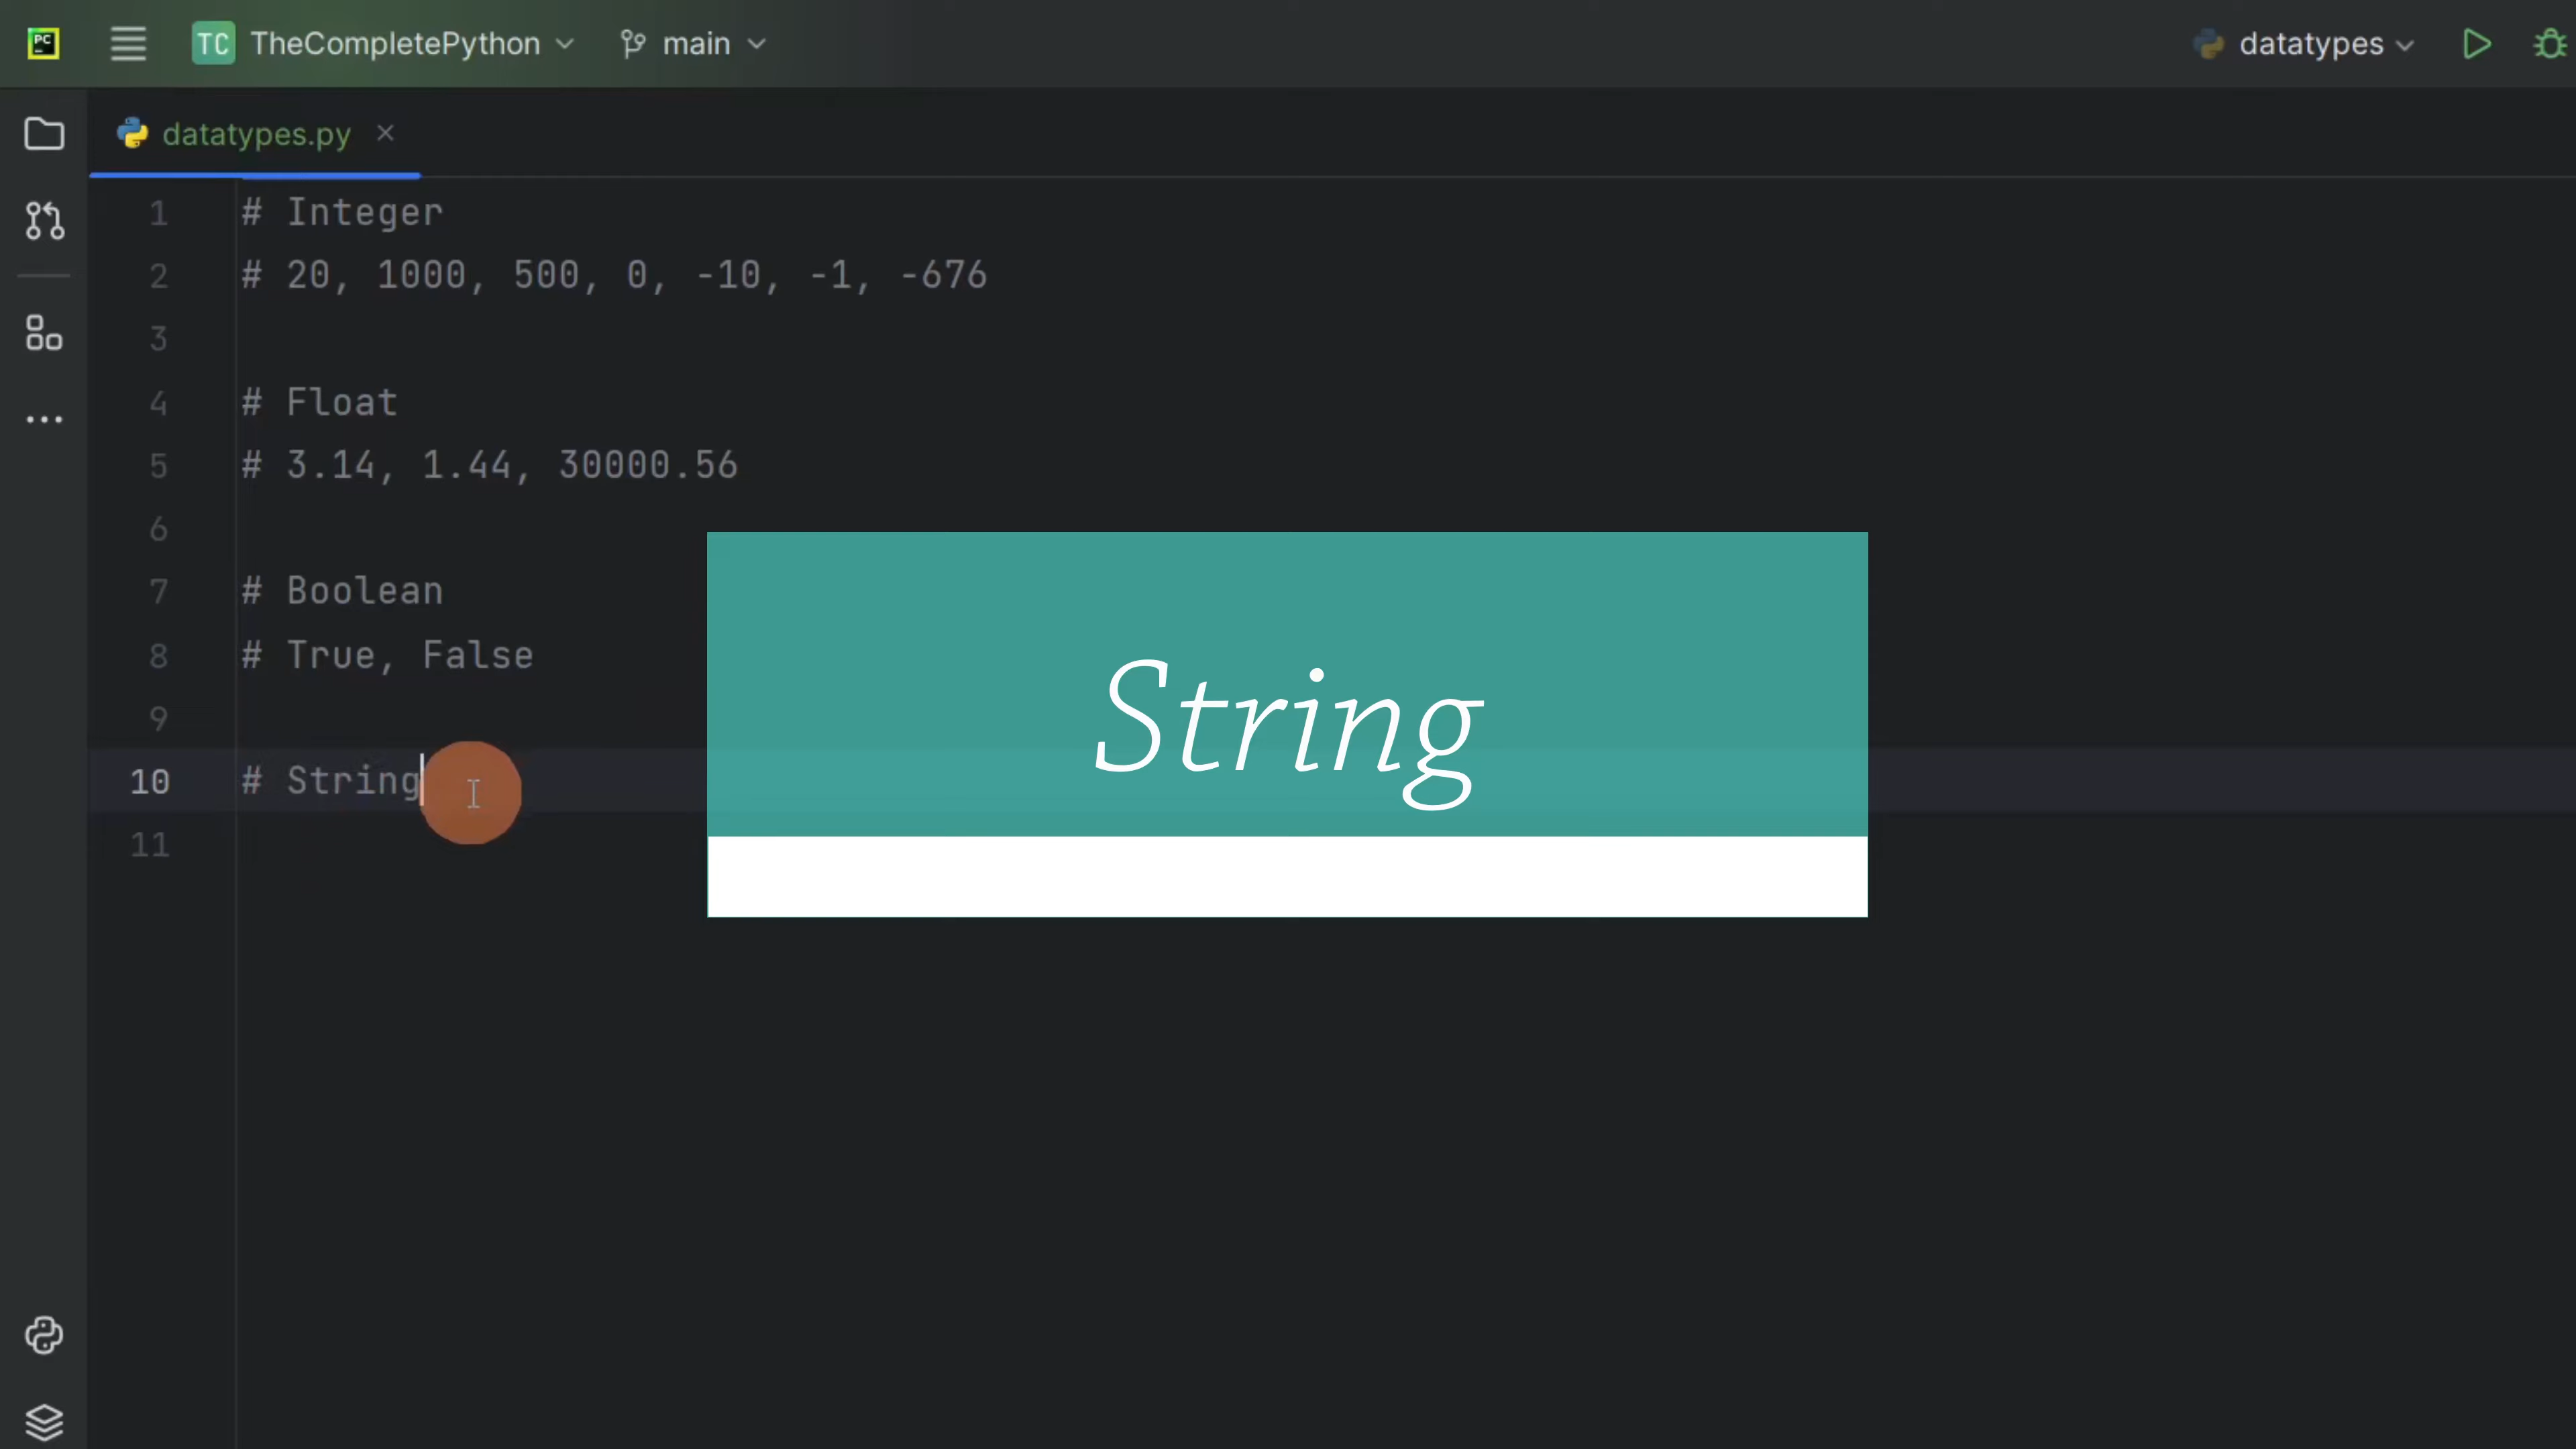 PC
TC TheCompletePython main datatypes
datatypes.py
1 # Integer
2 # 20, 1000, 500, 0, -10, -1, -676
3
4 # Float
5 # 3.14, 1.44, 30000.56
6
7 # Boolean
8 # True, False
9
10 # String
11
String